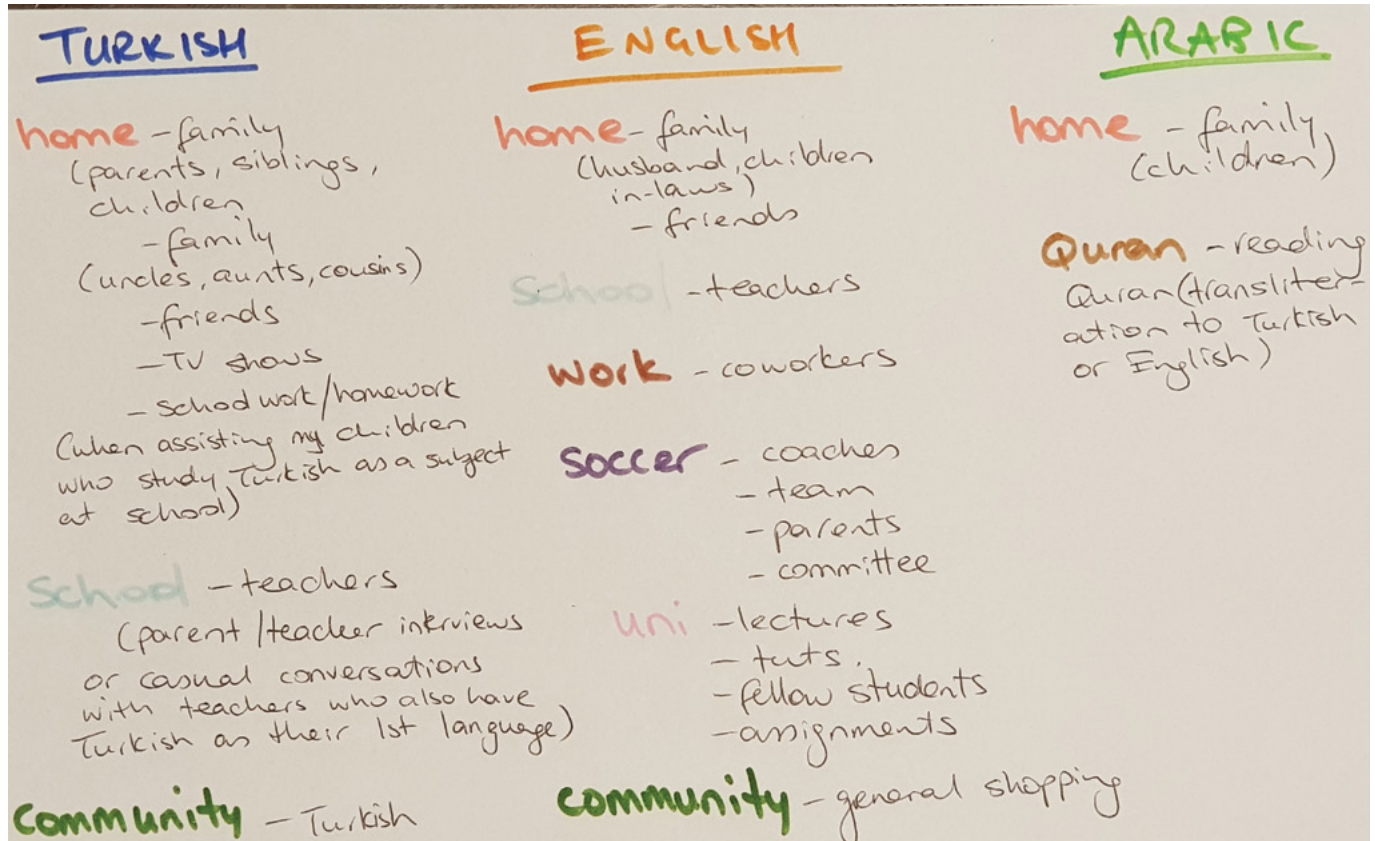 TURKISH
home - family
(parents, siblings,
children
- family
(uncles, aunts, cousins)
- friends
- TV shows
- School work/homework
(when assisting my children
who study Turkish as a subject
at school)
School - teachers
(parent/teacher interviews
or casual conversations
with teachers who also have
Turkish as their 1st language)
community - Turkish
ENGLISH
home - family
(husband, children
in-laws)
- friends
School - teachers
work - coworkers
soccer - coaches
- team
- parents
- committee
uni - lectures
- tuts.
- fellow students
- assignments
community - general shopping
ARABIC
home - family
(children)
Quran - reading
Quran (transliter-
ation to Turkish
or English)